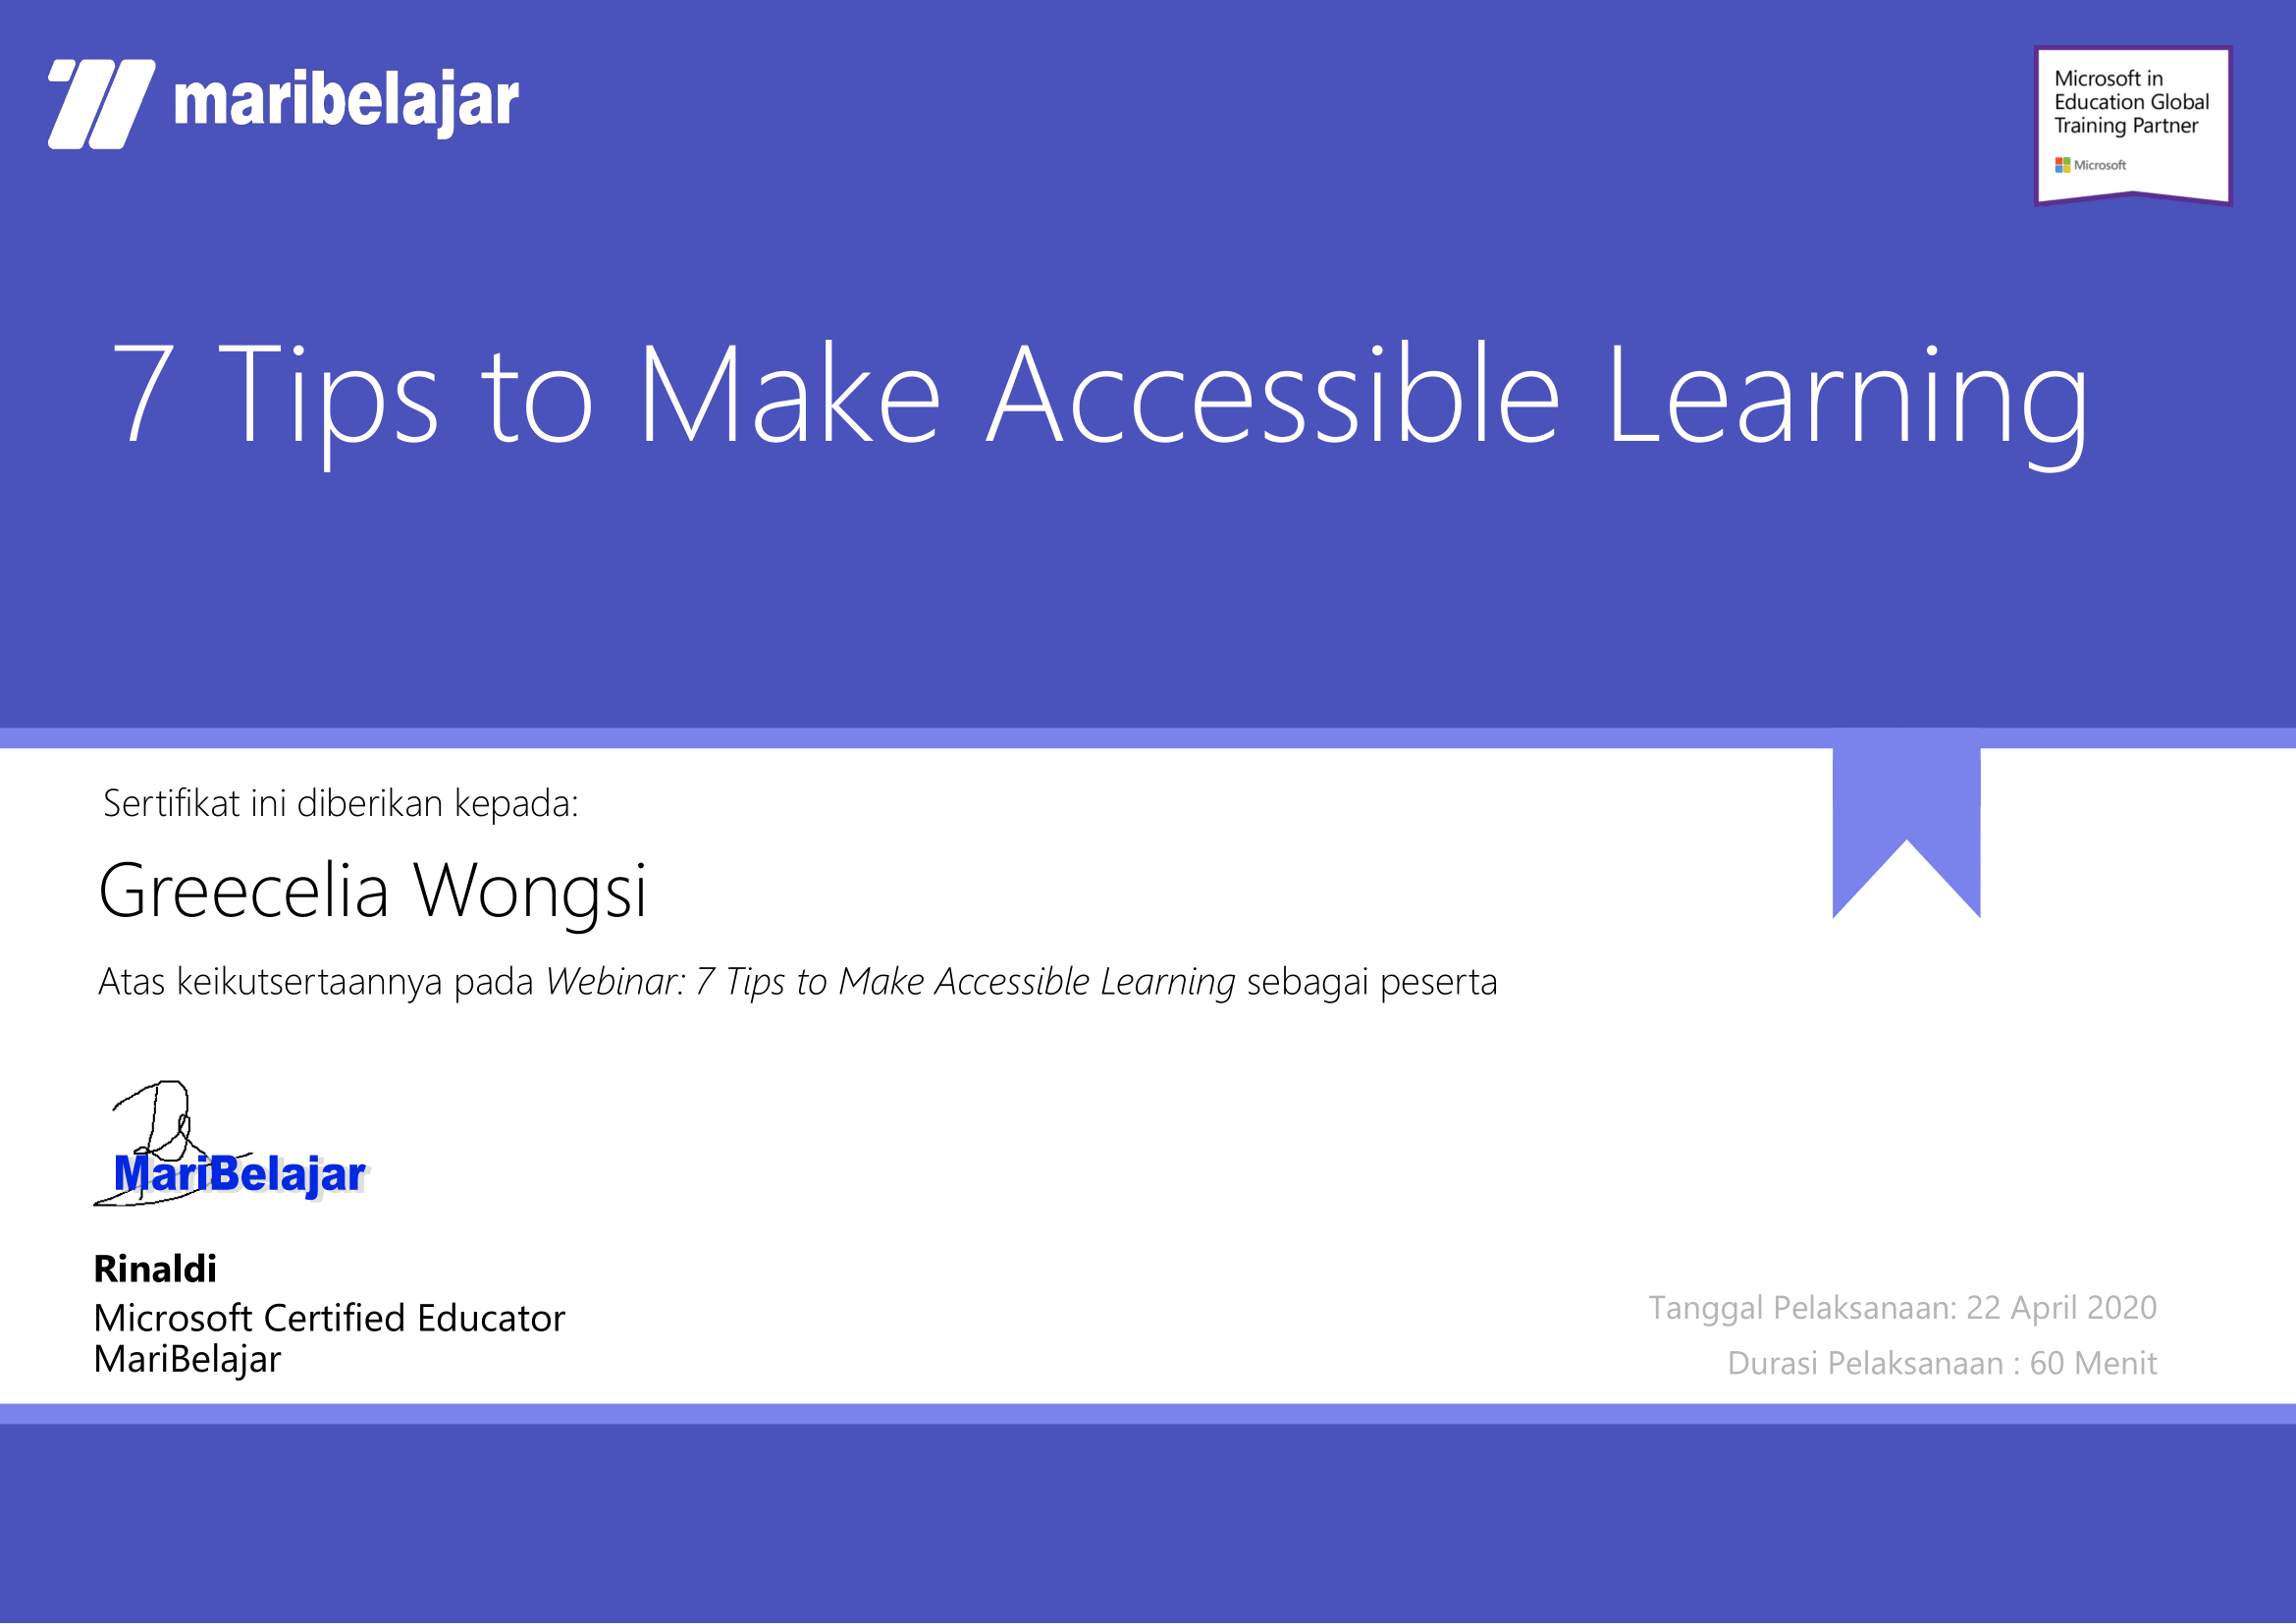 maribelajar
Microsoft in
Education Global
Training Partner
Microsoft
7 Tips to Make Accessible Learning
Sertifikat ini diberikan kepada:
Greecelia Wongsi
Atas keikutsertaannya pada Webinar: 7 Tips to Make Accessible Learning sebagai peserta
MariBelajar
Rinaldi
Microsoft Certified Educator
MariBelajar
Tanggal Pelaksanaan: 22 April 2020
Durasi Pelaksanaan : 60 Menit